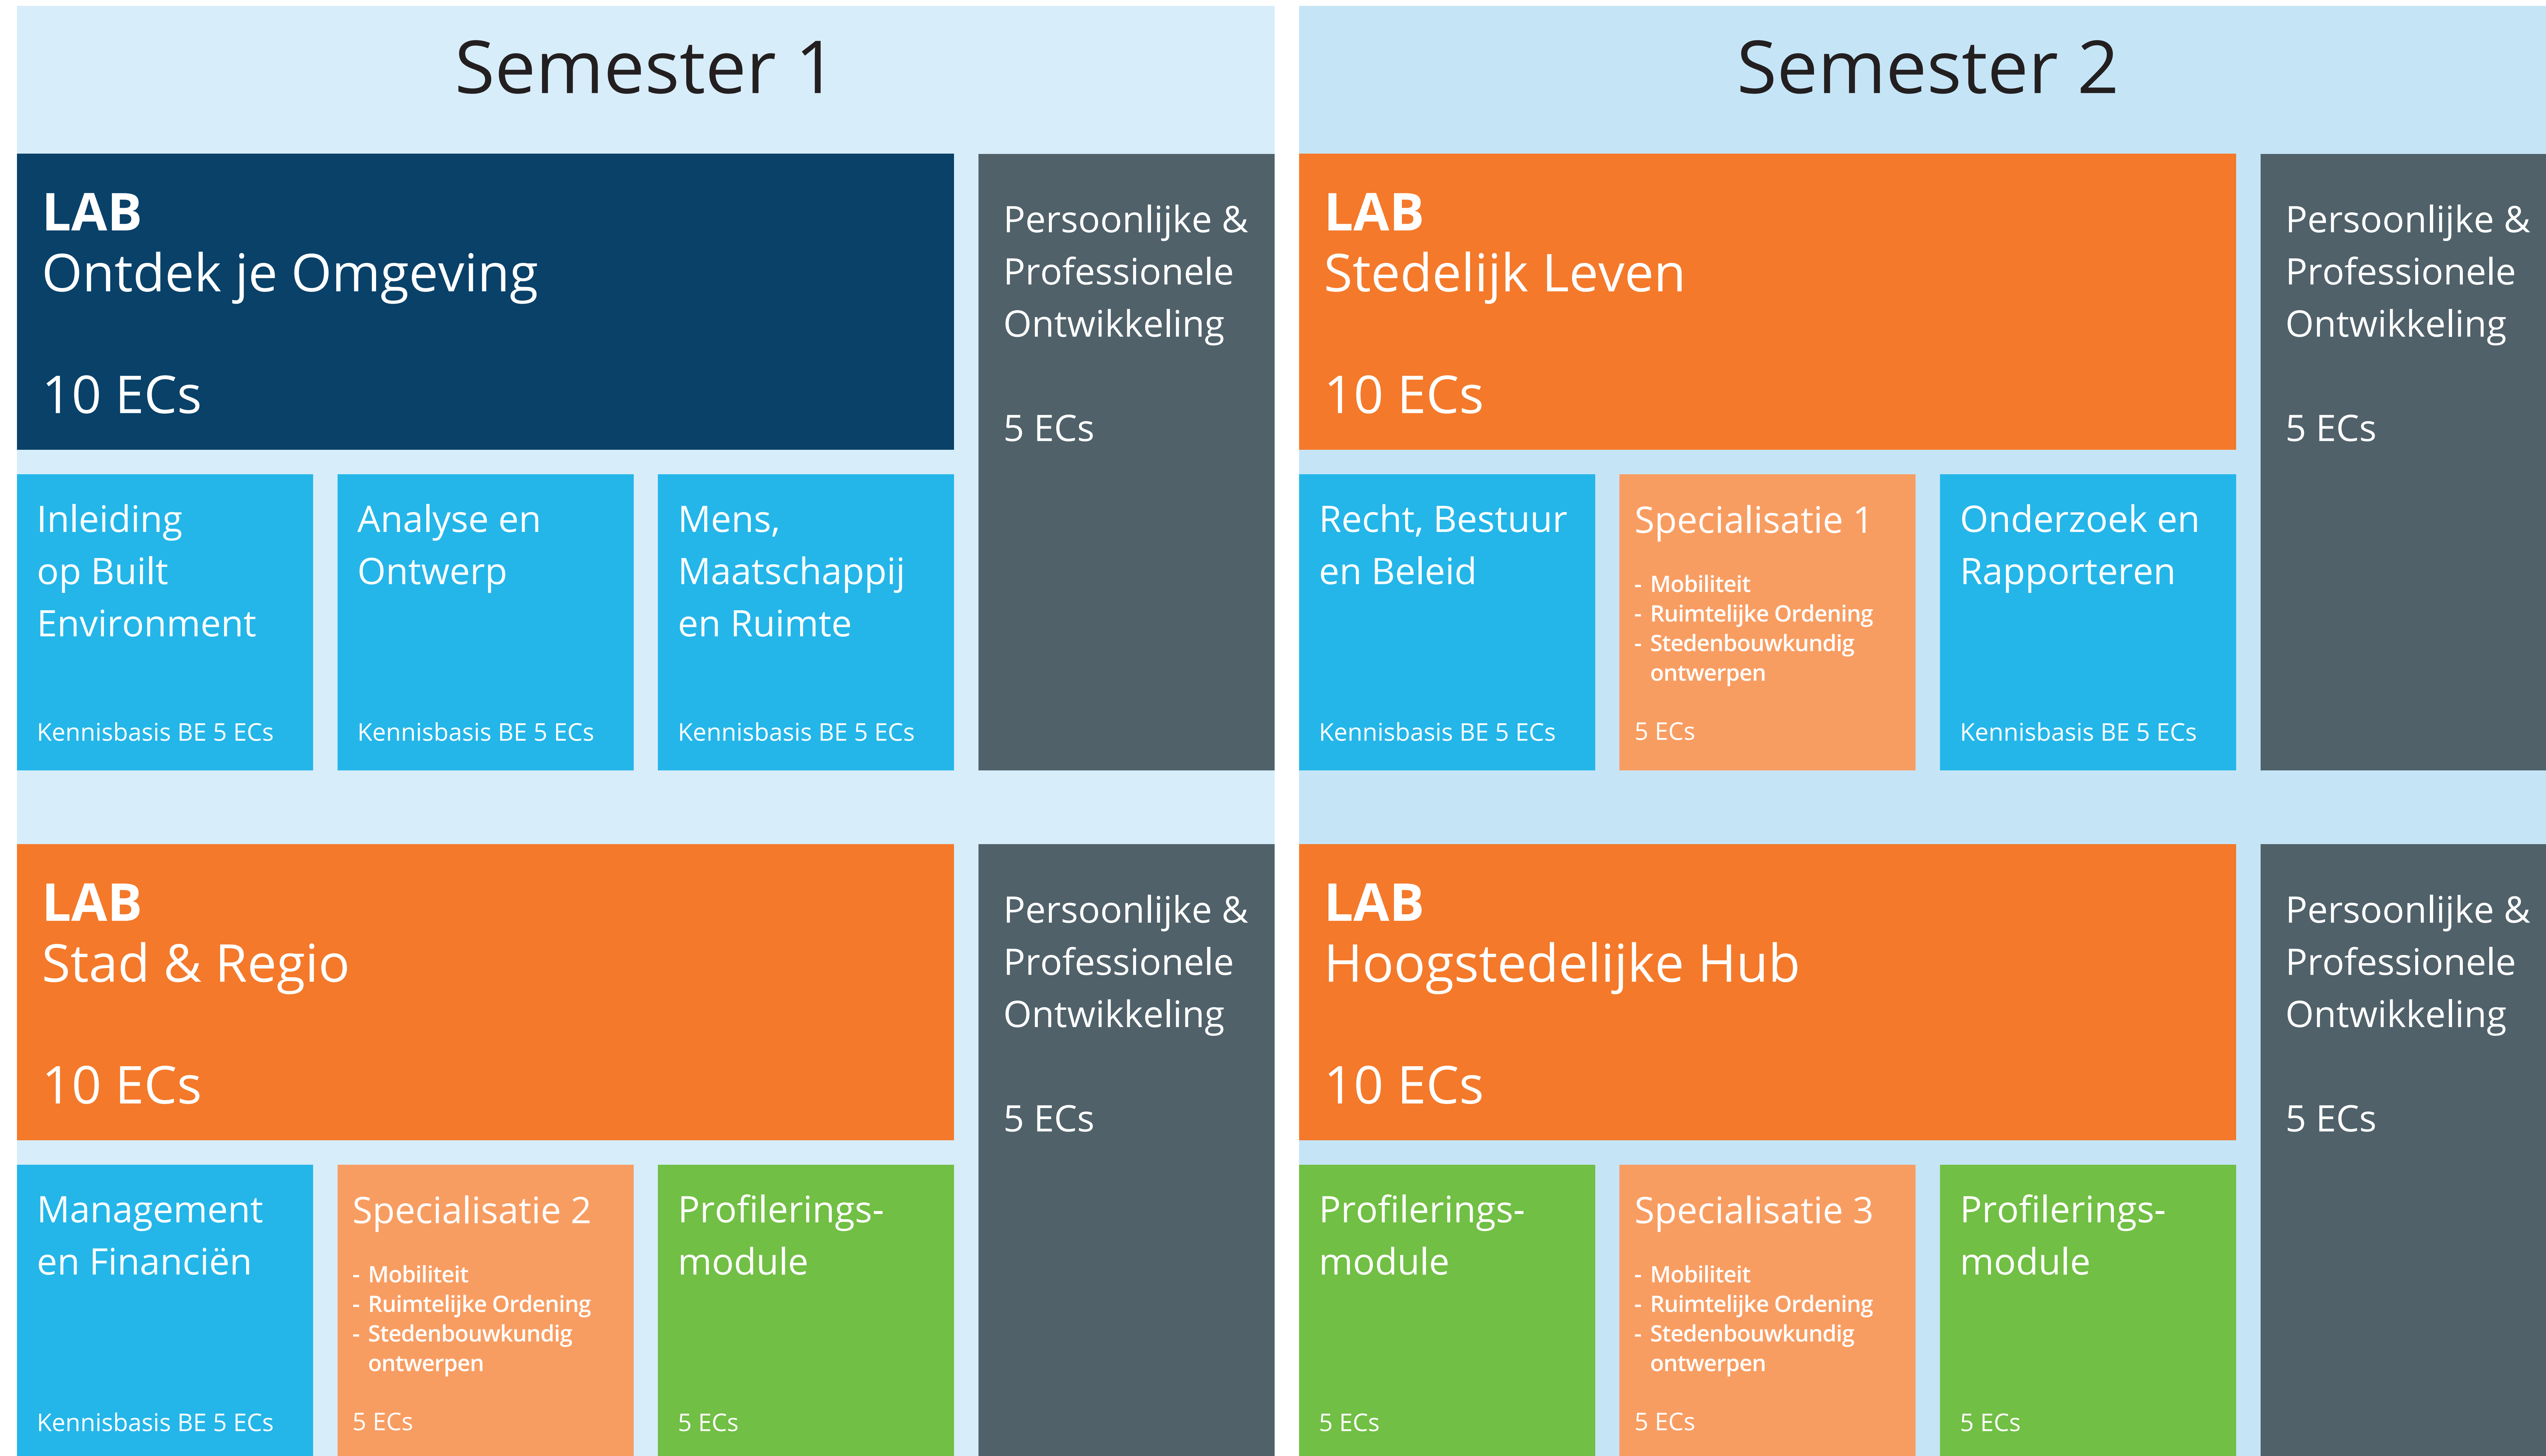 Semester 1
LAB
Ontdek je Omgeving
10 ECs
Persoonlijke &
Professionele
Ontwikkeling
5 ECs
Inleiding
op Built
Environment
Kennisbasis BE 5 ECs
Analyse en
Ontwerp
Kennisbasis BE 5 ECs
Mens,
Maatschappij
en Ruimte
Kennisbasis BE 5 ECs
LAB
Stad & Regio
10 ECs
Persoonlijke &
Professionele
Ontwikkeling
5 ECs
Management
en Financiën
Kennisbasis BE 5 ECs
Specialisatie 2
- Mobiliteit
- Ruimtelijke Ordening
- Stedenbouwkundig
ontwerpen
5 ECs
Profilerings-
module
5 ECs
Semester 2
LAB
Stedelijk Leven
10 ECs
Persoonlijke &
Professionele
Ontwikkeling
5 ECs
Recht, Bestuur
en Beleid
Kennisbasis BE 5 ECs
Specialisatie 1
- Mobiliteit
- Ruimtelijke Ordening
- Stedenbouwkundig
ontwerpen
5 ECs
Onderzoek en
Rapporteren
Kennisbasis BE 5 ECs
LAB
Hoogstedelijke Hub
10 ECs
Persoonlijke &
Professionele
Ontwikkeling
5 ECs
Profilerings-
module
5 ECs
Specialisatie 3
- Mobiliteit
- Ruimtelijke Ordening
- Stedenbouwkundig
ontwerpen
5 ECs
Profilerings-
module
5 ECs